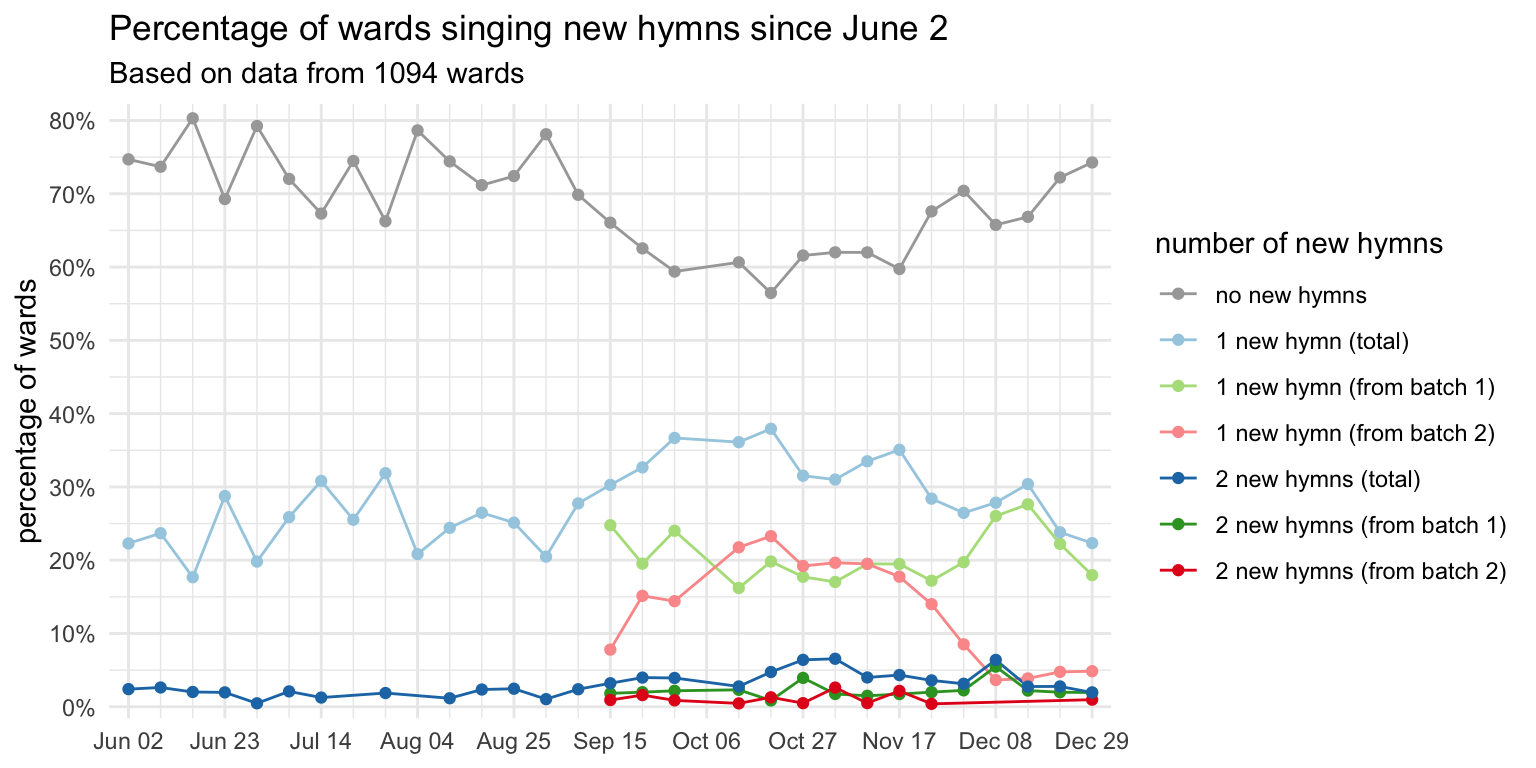 Percentage of wards singing new hymns since June 2
Based on data from 1094 wards
percentage of wards
80%
70%
60%
50%
40%
30%
20%
10%
0%
Jun 02 Jun 23 Jul 14 Aug 04 Aug 25 Sep 15 Oct 06 Oct 27 Nov 17 Dec 08 Dec 29
number of new hymns
no new hymns
1 new hymn (total)
1 new hymn (from batch 1)
1 new hymn (from batch 2)
2 new hymns (total)
2 new hymns (from batch 1)
2 new hymns (from batch 2)